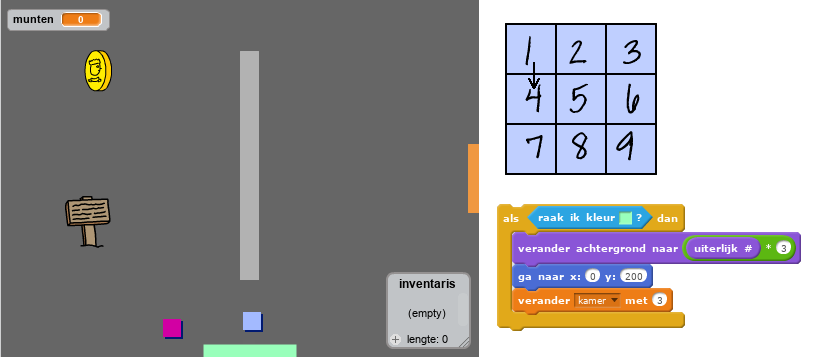 munten 0
1 2 3
4 5 6
7 8 9
als raak ik kleur ? dan
verander achtergrond naar uiterlijk # * 3
ga naar x: 0 y: 200
verander kamer met 3
inventaris
(empty)
+ lengte: 0